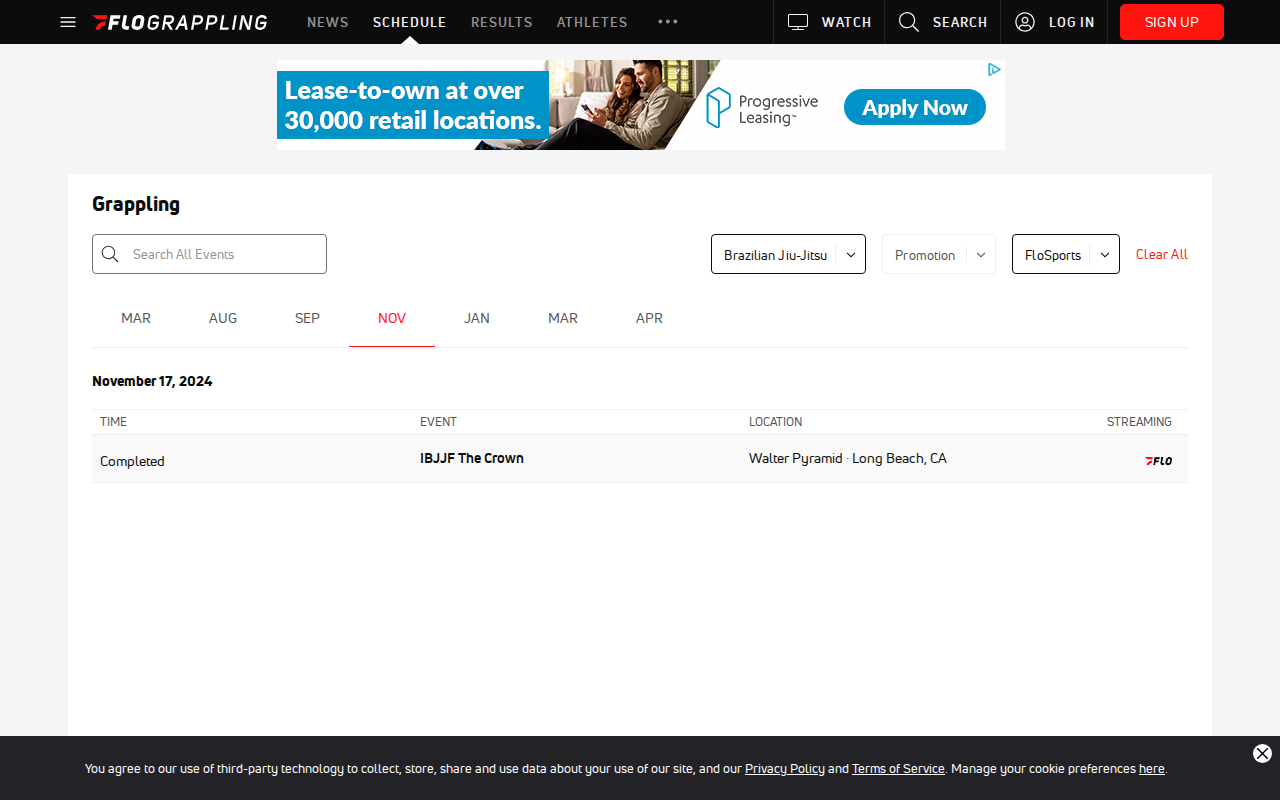 FLOGRAPPLING NEWS SCHEDULE RESULTS ATHLETES ••• WATCH SEARCH LOG IN SIGN UP
Lease-to-own at over
30,000 retail locations.
Progressive
Leasing™
Apply Now
Grappling
Search All Events Brazilian Jiu-Jitsu Promotion FloSports Clear All
MAR AUG SEP NOV JAN MAR APR
November 17, 2024
TIME EVENT LOCATION STREAMING
Completed IBJJF The Crown Walter Pyramid · Long Beach, CA FLO
You agree to our use of third-party technology to collect, store, share and use data about your use of our site, and our Privacy Policy and Terms of Service. Manage your cookie preferences here.